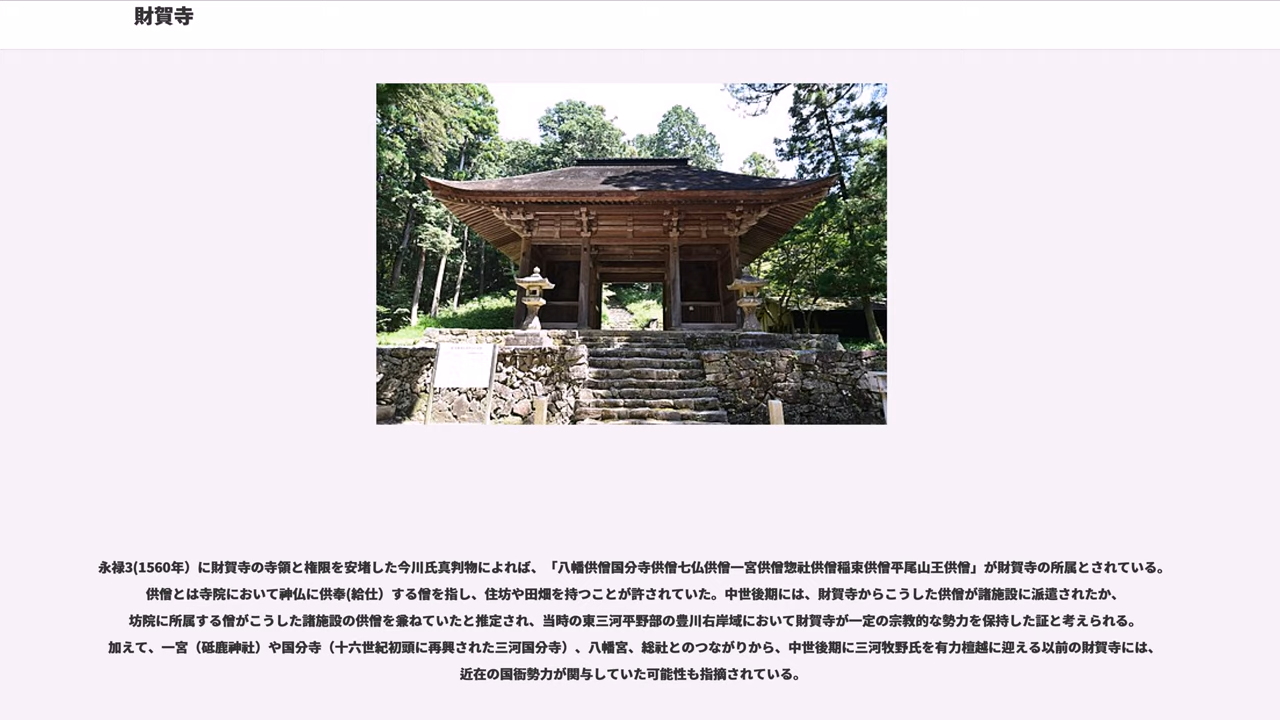 財賀寺
永禄3(1560年）に財賀寺の寺領と権限を安堵した今川氏真判物によれば、「八幡供僧国分寺供僧七仏供僧一宮供僧惣社供僧稲束供僧平尾山王供僧」が財賀寺の所属とされている。
供僧とは寺院において神仏に供奉(給仕）する僧を指し、住坊や田畑を持つことが許されていた。中世後期には、財賀寺からこうした供僧が諸施設に派遣されたか、
坊院に所属する僧がこうした諸施設の供僧を兼ねていたと推定され、当時の東三河平野部の豊川右岸域において財賀寺が一定の宗教的な勢力を保持した証と考えられる。
加えて、一宮（砥鹿神社）や国分寺（十六世紀初頭に再興された三河国分寺）、八幡宮、総社とのつながりから、中世後期に三河牧野氏を有力檀越に迎える以前の財賀寺には、
近在の国衙勢力が関与していた可能性も指摘されている。